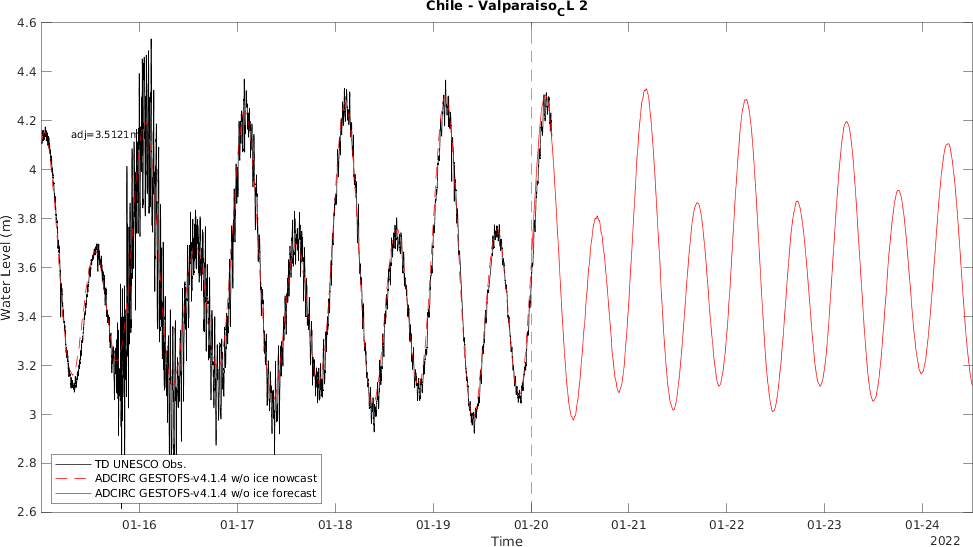 Chile - Valparaiso_CL 2
Water Level (m)
4.6
4.4
4.2
4
3.8
3.6
3.4
3.2
3
2.8
2.6
adj=3.5121m
TD UNESCO Obs.
ADCIRC GESTOFS-v4.1.4 w/o ice nowcast
ADCIRC GESTOFS-v4.1.4 w/o ice forecast
01-16 01-17 01-18 01-19 01-20 01-21 01-22 01-23 01-24
Time
2022